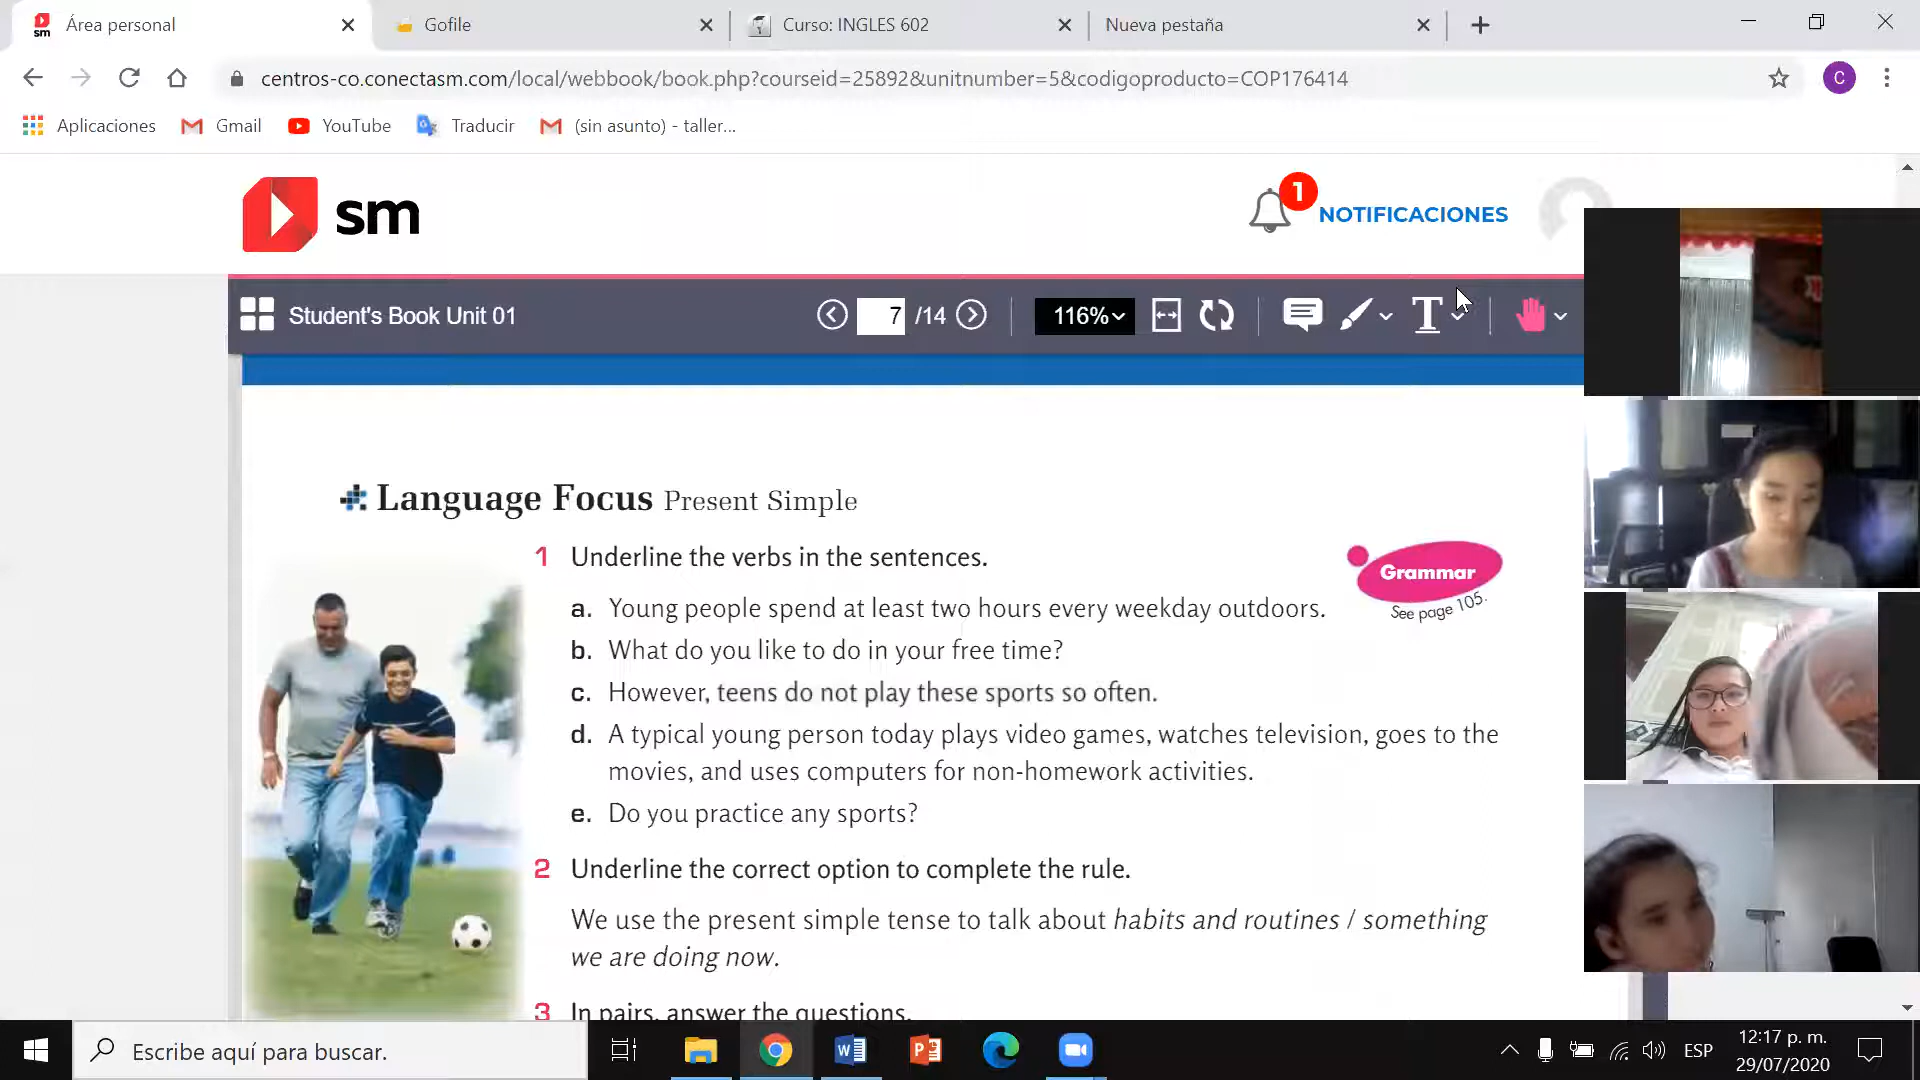 Área personal
Gofile
Curso: INGLES 602
Nueva pestaña
centros-co.conectasm.com/local/webbook/book.php?courseid=25892&unitnumber=5&codigoproducto=COP176414
C
Aplicaciones
Gmail
YouTube
Traducir
(sin asunto) - taller...
sm
1
NOTIFICACIONES
Student's Book Unit 01
7 /14
116%
T
Language Focus Present Simple
1 Underline the verbs in the sentences.
Grammar
See page 105.
a. Young people spend at least two hours every weekday outdoors.
b. What do you like to do in your free time?
c. However, teens do not play these sports so often.
d. A typical young person today plays video games, watches television, goes to the
movies, and uses computers for non-homework activities.
e. Do you practice any sports?
2 Underline the correct option to complete the rule.
We use the present simple tense to talk about habits and routines / something
we are doing now.
3 In pairs, answer the questions.
Escribe aquí para buscar.
ESP
12:17 p. m.
29/07/2020